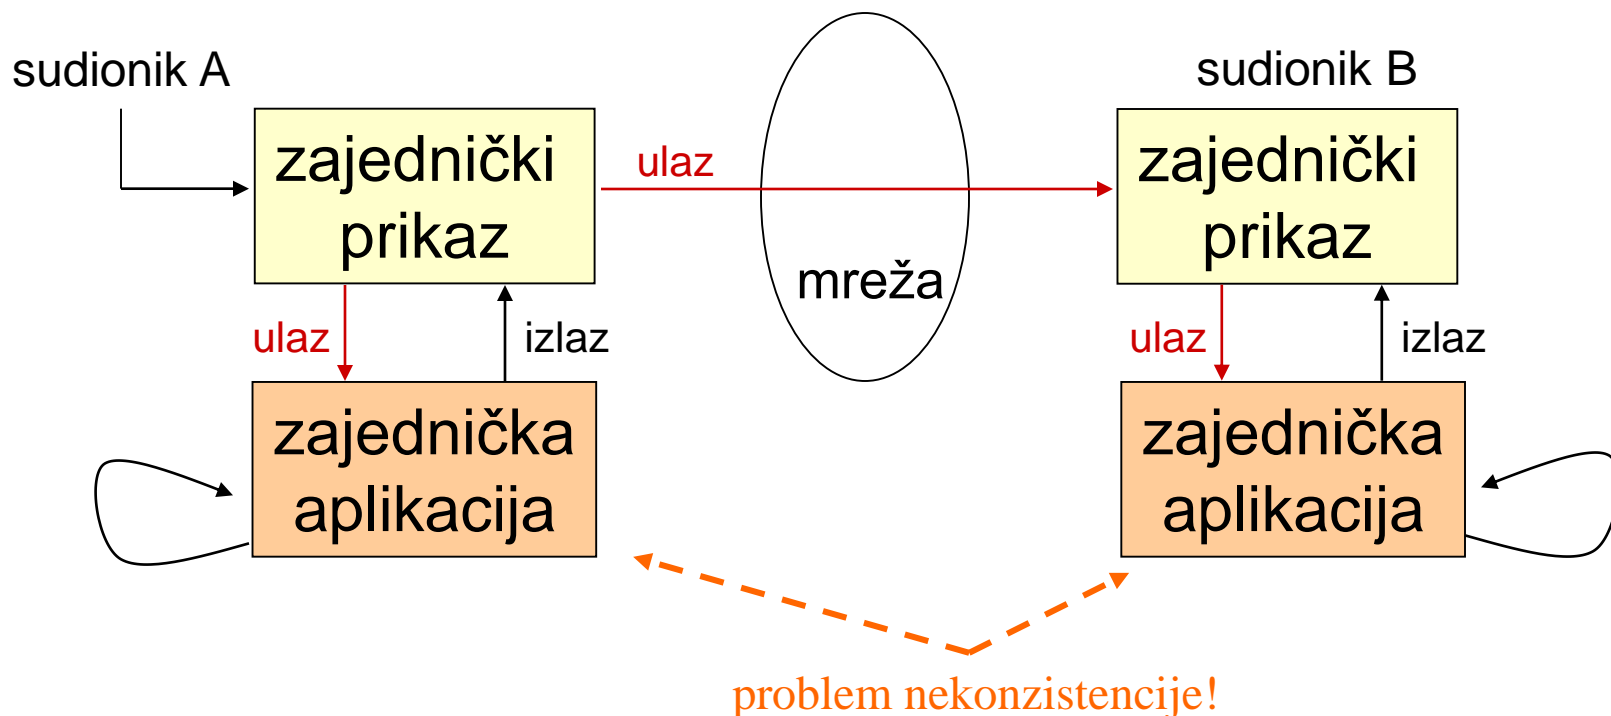 sudionik A
sudionik B
zajednički
prikaz
ulaz
mreža
zajednički
prikaz
ulaz
izlaz
ulaz
izlaz
zajednička
aplikacija
zajednička
aplikacija
problem nekonzistencije!